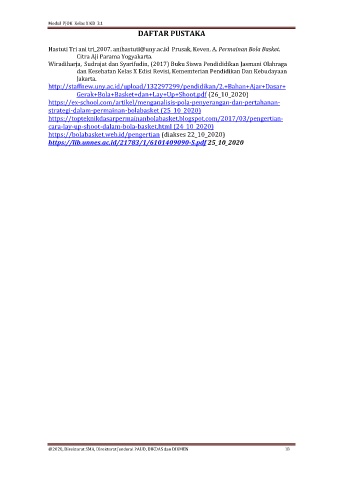 Modul PJOK Kelas X KD 3.1
DAFTAR PUSTAKA
Hastuti Tri ani tri_2007. anihastuti@uny.ac.id Prusak, Keven, A. Permainan Bola Basket.
Citra Aji Parama Yogyakarta.
Wiradiharja, Sudrajat dan Syarifudin, (2017) Buku Siswa Pendididikan Jasmani Olahraga
dan Kesehatan Kelas X Edisi Revisi, Kementerian Pendidikan Dan Kebudayaan
Jakarta.
http://staffnew.uny.ac.id/upload/132297299/pendidikan/2.+Bahan+Ajar+Dasar+
Gerak+Bola+Basket+dan+Lay+Up+Shoot.pdf (26_10_2020)
https://ex-school.com/artikel/menganalisis-pola-penyerangan-dan-pertahanan-
strategi-dalam-permainan-bolabasket (25_10_2020)
https://topteknikdasarpermainanbolabasket.blogspot.com/2017/03/pengertian-
cara-lay-up-shoot-dalam-bola-basket.html (24_10_2020)
https://bolabasket.web.id/pengertian (diakses 22_10_2020)
https://lib.unnes.ac.id/21783/1/6101409090-S.pdf 25_10_2020
@2020, Direktorat SMA, Direktorat Jenderal PAUD, DIKDAS dan DIKMEN